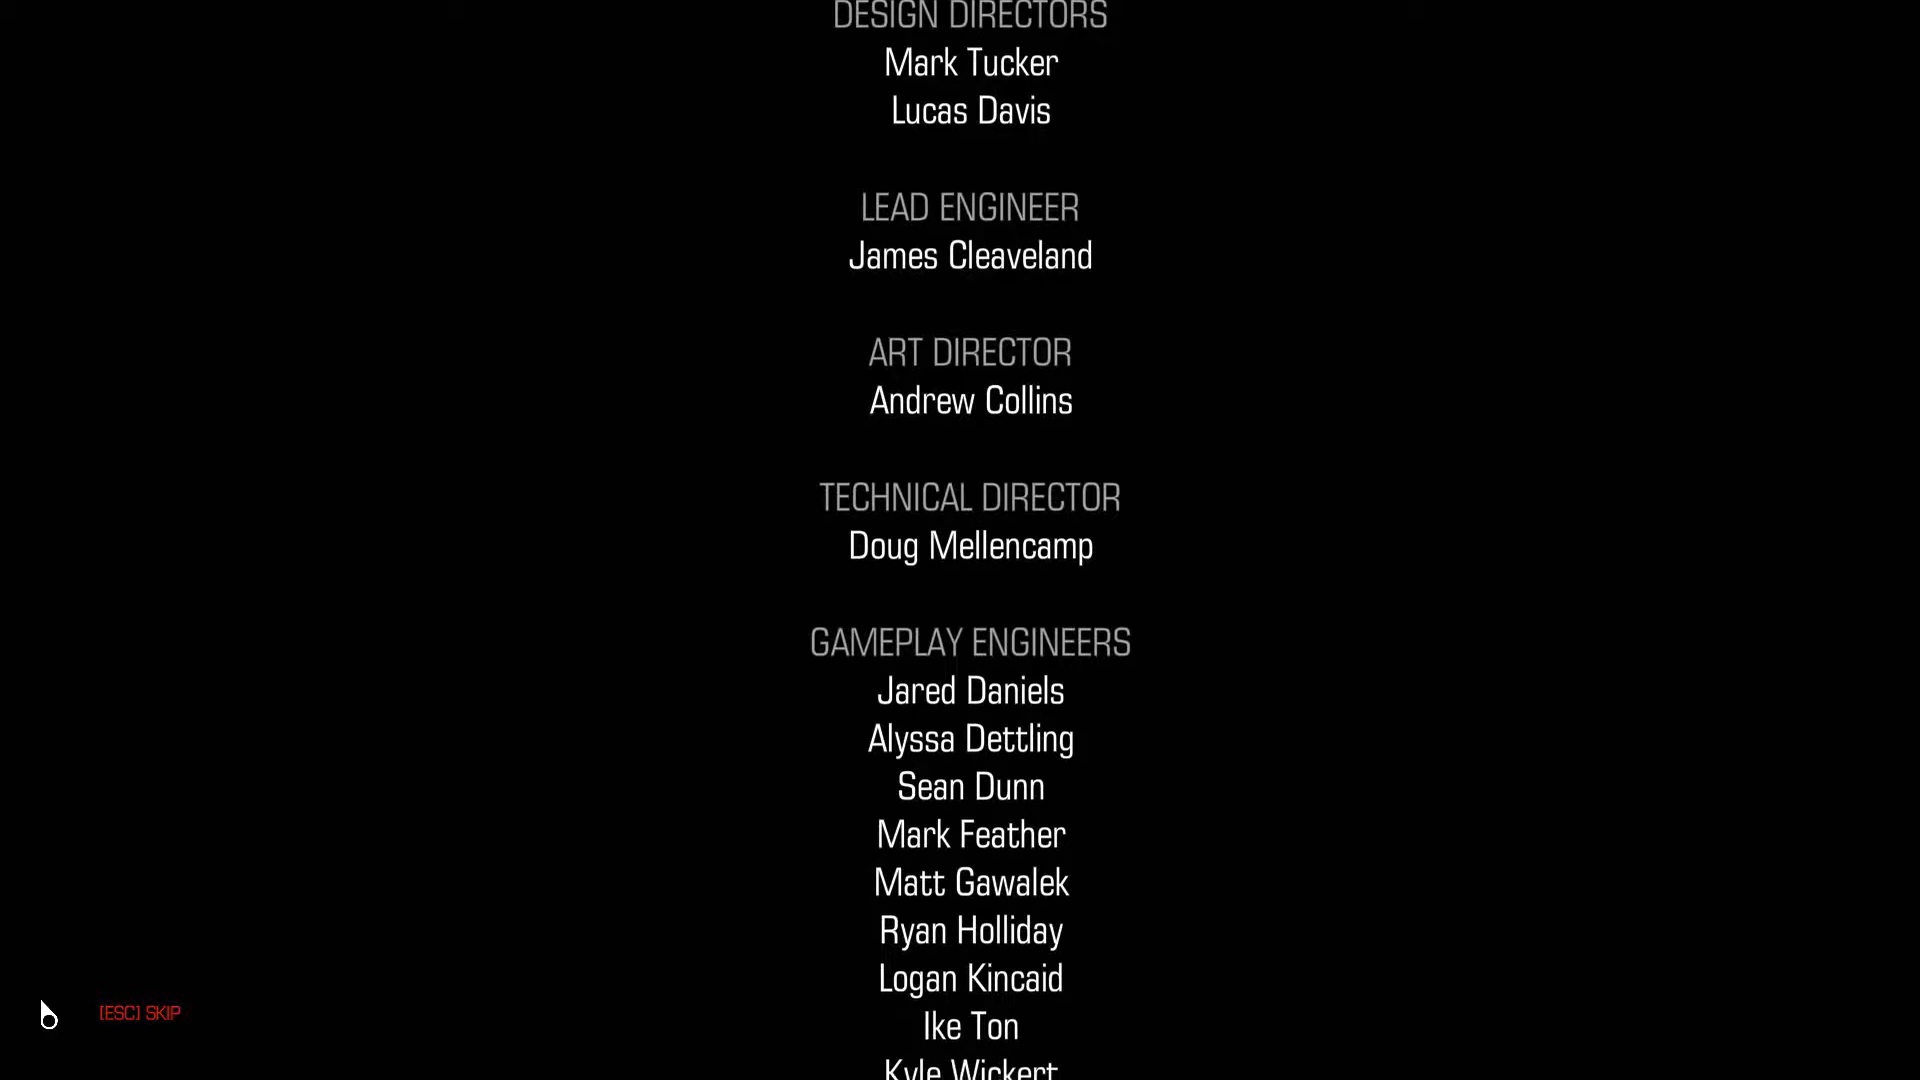 DESIGN DIRECTORS
Mark Tucker
Lucas Davis
LEAD ENGINEER
James Cleaveland
ART DIRECTOR
Andrew Collins
TECHNICAL DIRECTOR
Doug Mellencamp
GAMEPLAY ENGINEERS
Jared Daniels
Alyssa Dettling
Sean Dunn
Mark Feather
Matt Gawalek
Ryan Holliday
Logan Kincaid
Ike Ton
Kyle Wickert
[ESC] SKIP